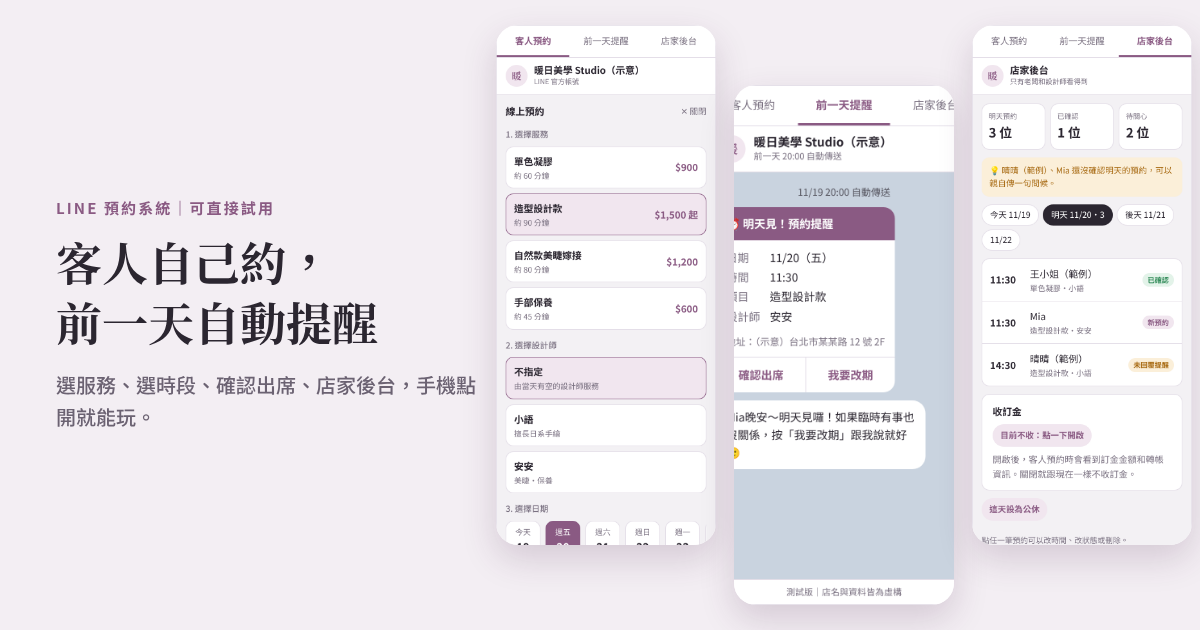 LINE 預約系統｜可直接試用
客人自己約，
前一天自動提醒
選服務、選時段、確認出席、店家後台，手機點
開就能玩。
客人預約 前一天提醒 店家後台
暖 暖日美學 Studio（示意）
LINE 官方帳號
線上預約 ✕ 關閉
1. 選擇服務
單色凝膠 $900
約 60 分鐘
造型設計款 $1,500 起
約 90 分鐘
自然款美睫嫁接 $1,200
約 80 分鐘
手部保養 $600
約 45 分鐘
2. 選擇設計師
不指定
由當天有空的設計師服務
小語
擅長日系手繪
安安
美睫・保養
3. 選擇日期
今天 週五 週六 週日 週一
客人預約 前一天提醒 店家後台
暖日美學 Studio（示意）
前一天 20:00 自動傳送
11/19 20:00 自動傳送
明天見！預約提醒
日期 11/20（五）
時間 11:30
項目 造型設計款
設計師 安安
地址：（示意）台北市某某路 12 號 2F
確認出席 我要改期
Mia晚安～明天見囉！如果臨時有事也
沒關係，按「我要改期」跟我說就好
🙂
測試版｜店名與資料皆為虛構
客人預約 前一天提醒 店家後台
暖 店家後台
只有老闆和設計師看得到
明天預約 已確認 待關心
3 位 1 位 2 位
💡 晴晴（範例）、Mia 還沒確認明天的預約，可以
親自傳一句問候。
今天 11/19 明天 11/20・3 後天 11/21
11/22
11:30 王小姐（範例） 已確認
單色凝膠・小語
11:30 Mia 新預約
造型設計款・安安
14:30 晴晴（範例） 未回覆提醒
造型設計款・小語
收訂金
目前不收：點一下開啟
開啟後，客人預約時會看到訂金金額和轉帳
資訊。關閉就跟現在一樣不收訂金。
這天設為公休
點任一筆預約可以改時間、改狀態或刪除。